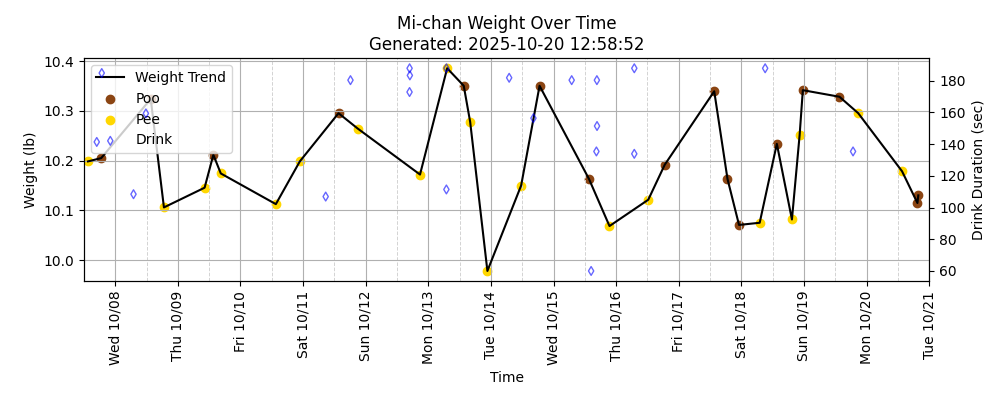 Mi-chan Weight Over Time
Generated: 2025-10-20 12:58:52
Weight (lb)
10.4
10.3
10.2
10.1
10.0
Weight Trend
Poo
Pee
Drink
180
160
140
120
100
80
60
Drink Duration (sec)
Wed 10/08
Thu 10/09
Fri 10/10
Sat 10/11
Sun 10/12
Mon 10/13
Tue 10/14
Wed 10/15
Thu 10/16
Fri 10/17
Sat 10/18
Sun 10/19
Mon 10/20
Tue 10/21
Time